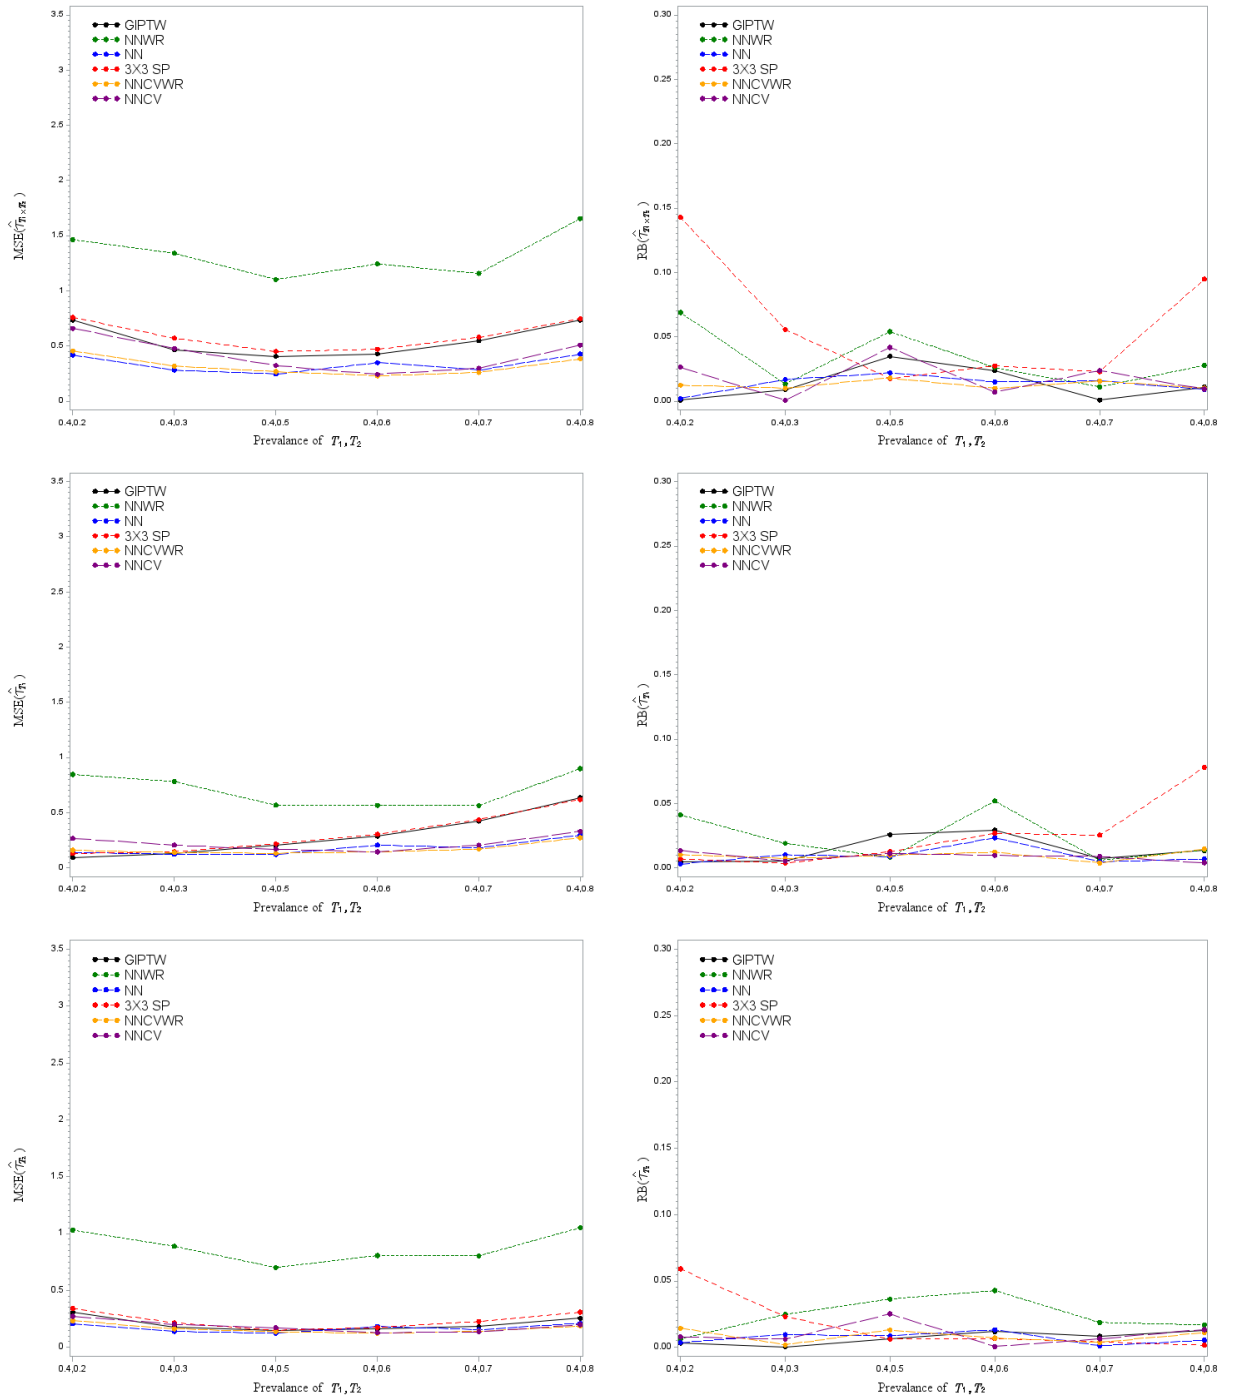 3.5
3
2.5
2
1.5
1
0.5
0
MSE(τ̂_{T₁×T₂})
GIPTW
NNWR
NN
3X3 SP
NNCVWR
NNCV
0.4,0.2 0.4,0.3 0.4,0.5 0.4,0.6 0.4,0.7 0.4,0.8
Prevalance of T₁,T₂
0.30
0.25
0.20
0.15
0.10
0.05
0.00
RB(τ̂_{T₁×T₂})
GIPTW
NNWR
NN
3X3 SP
NNCVWR
NNCV
0.4,0.2 0.4,0.3 0.4,0.5 0.4,0.6 0.4,0.7 0.4,0.8
Prevalance of T₁,T₂
3.5
3
2.5
2
1.5
1
0.5
0
MSE(τ̂_{T₁})
GIPTW
NNWR
NN
3X3 SP
NNCVWR
NNCV
0.4,0.2 0.4,0.3 0.4,0.5 0.4,0.6 0.4,0.7 0.4,0.8
Prevalance of T₁,T₂
0.30
0.25
0.20
0.15
0.10
0.05
0.00
RB(τ̂_{T₁})
GIPTW
NNWR
NN
3X3 SP
NNCVWR
NNCV
0.4,0.2 0.4,0.3 0.4,0.5 0.4,0.6 0.4,0.7 0.4,0.8
Prevalance of T₁,T₂
3.5
3
2.5
2
1.5
1
0.5
0
MSE(τ̂_{T₂})
GIPTW
NNWR
NN
3X3 SP
NNCVWR
NNCV
0.4,0.2 0.4,0.3 0.4,0.5 0.4,0.6 0.4,0.7 0.4,0.8
Prevalance of T₁,T₂
0.30
0.25
0.20
0.15
0.10
0.05
0.00
RB(τ̂_{T₂})
GIPTW
NNWR
NN
3X3 SP
NNCVWR
NNCV
0.4,0.2 0.4,0.3 0.4,0.5 0.4,0.6 0.4,0.7 0.4,0.8
Prevalance of T₁,T₂